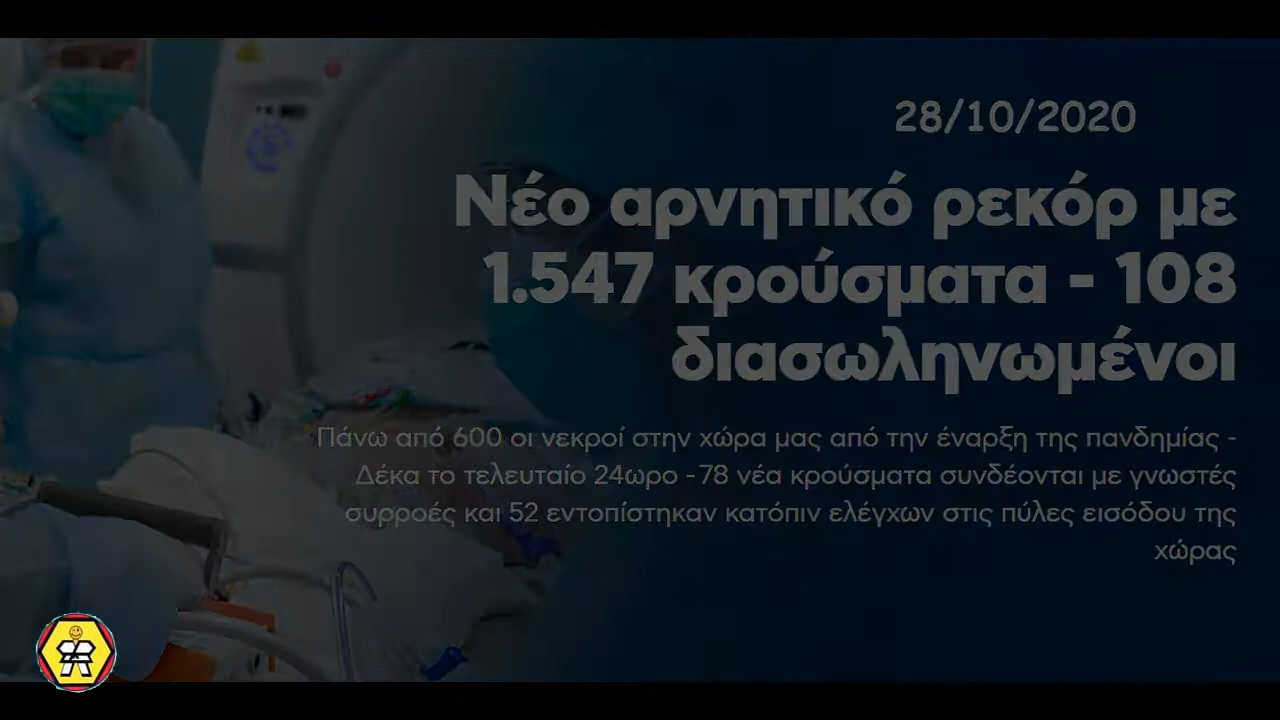 28/10/2020
Νέο αρνητικό ρεκόρ με
1.547 κρούσματα - 108
διασωληνωμένοι
Πάνω από 600 οι νεκροί στην χώρα μας από την έναρξη της πανδημίας -
Δέκα το τελευταίο 24ωρο - 78 νέα κρούσματα συνδέονται με γνωστές
συρροές και 52 εντοπίστηκαν κατόπιν ελέγχων στις πύλες εισόδου της
χώρας